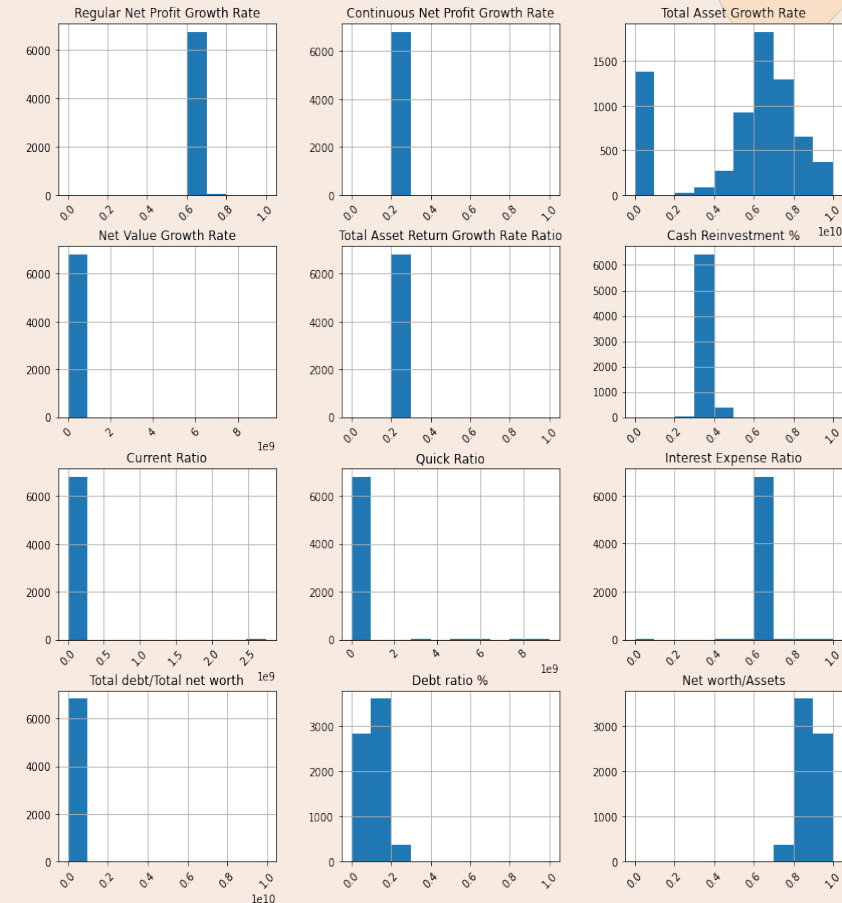 Regular Net Profit Growth Rate
6000
4000
2000
0
0.0 0.2 0.4 0.6 0.8 1.0
Continuous Net Profit Growth Rate
6000
4000
2000
0
0.0 0.2 0.4 0.6 0.8 1.0
Total Asset Growth Rate
1500
1000
500
0
0.0 0.2 0.4 0.6 0.8 1.0
1e10
Net Value Growth Rate
6000
4000
2000
0
0 2 4 6 8
1e9
Total Asset Return Growth Rate Ratio
6000
4000
2000
0
0.0 0.2 0.4 0.6 0.8 1.0
Cash Reinvestment %
6000
5000
4000
3000
2000
1000
0
0.0 0.2 0.4 0.6 0.8 1.0
Current Ratio
6000
4000
2000
0
0.0 0.5 1.0 1.5 2.0 2.5
1e9
Quick Ratio
6000
4000
2000
0
0 2 4 6 8
1e9
Interest Expense Ratio
6000
4000
2000
0
0.0 0.2 0.4 0.6 0.8 1.0
Total debt/Total net worth
6000
4000
2000
0
0.0 0.2 0.4 0.6 0.8 1.0
1e10
Debt ratio %
3000
2000
1000
0
0.0 0.2 0.4 0.6 0.8 1.0
Net worth/Assets
3000
2000
1000
0
0.0 0.2 0.4 0.6 0.8 1.0